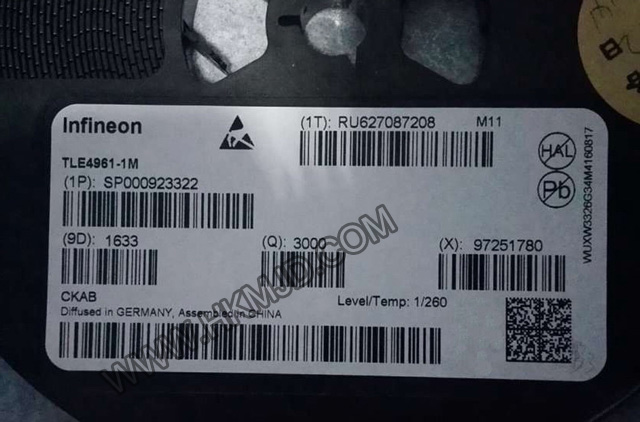 Infineon
(1T): RU627087208 M11
TLE4961-1M
(1P): SP000923322
HAL
Pb
WUXW3326G34M4160817
(9D): 1633
(Q): 3000
(X): 97251780
CKAB
Level/Temp: 1/260
Diffused in GERMANY, Assembled in CHINA
WWW.HKMJD.COM